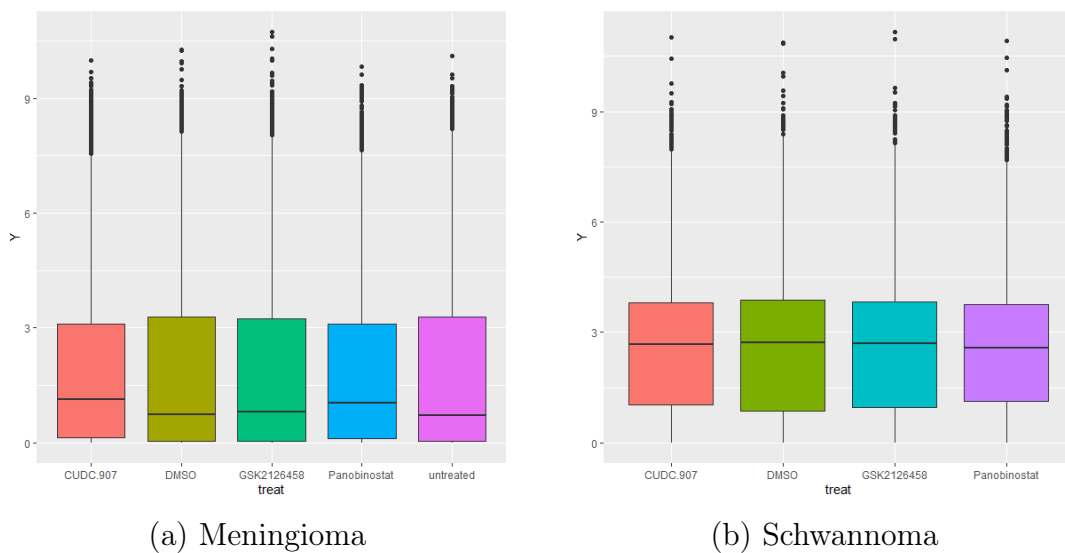 9
6
3
0
Y
CUDC.907 DMSO GSK2126458 Panobinostat untreated
treat
(a) Meningioma
9
6
3
0
Y
CUDC.907 DMSO GSK2126458 Panobinostat
treat
(b) Schwannoma